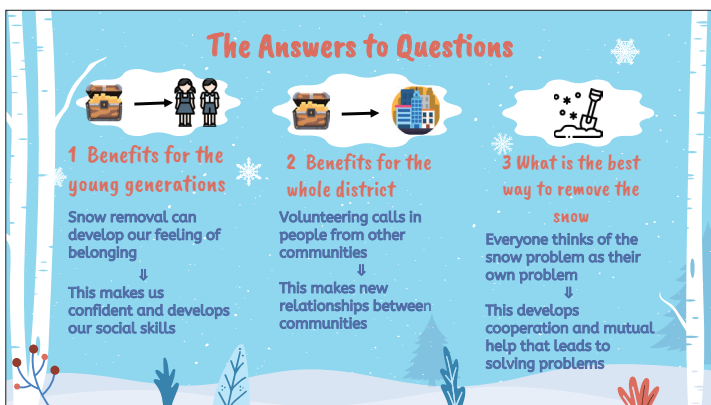 The Answers to Questions
1 Benefits for the
young generations
Snow removal can
develop our feeling of
belonging
⇓
This makes us
confident and develops
our social skills
2 Benefits for the
whole district
Volunteering calls in
people from other
communities
⇓
This makes new
relationships between
communities
3 What is the best
way to remove the
snow
Everyone thinks of the
snow problem as their
own problem
⇓
This develops
cooperation and mutual
help that leads to
solving problems